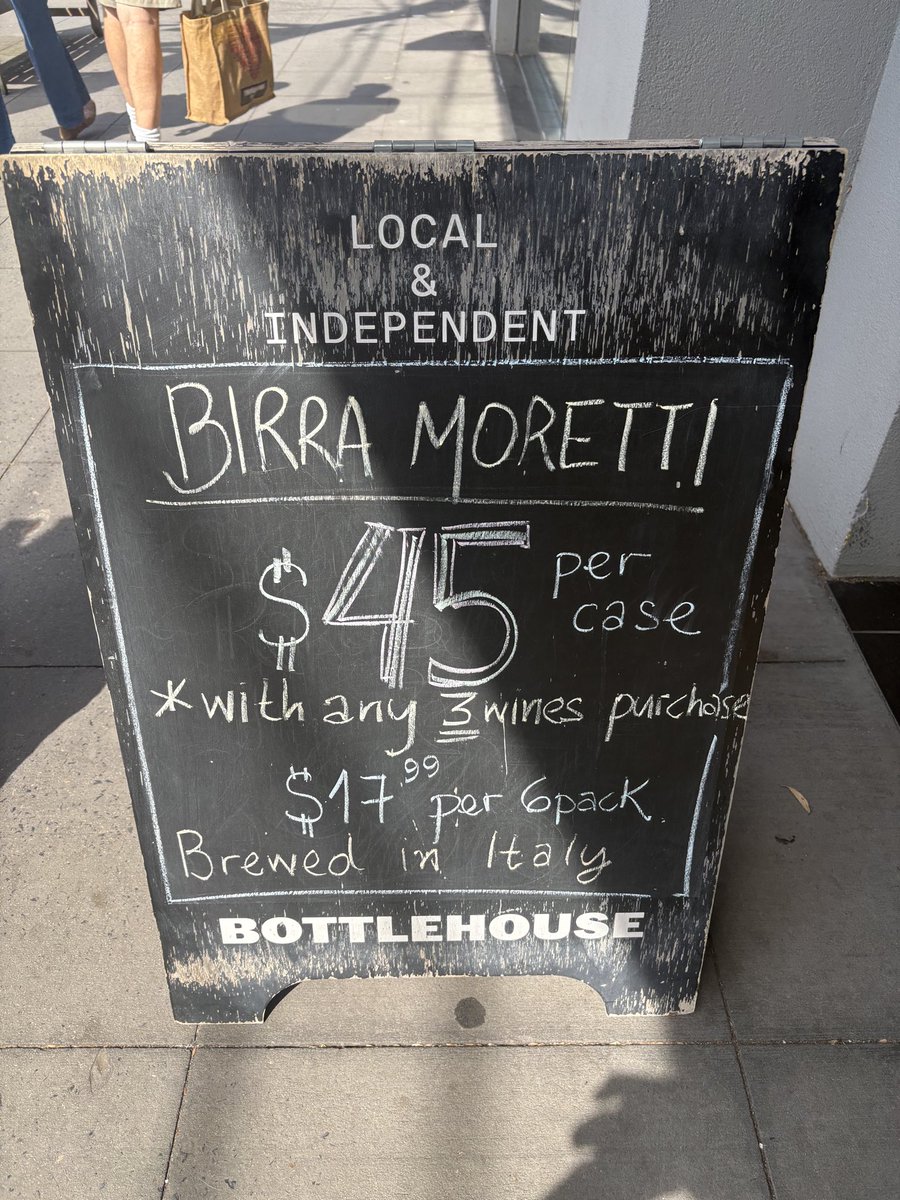 LOCAL
&
INDEPENDENT
BIRRA MORETTI
$45 per case
*with any 3 wines purchase
$17.99 per 6pack
Brewed in Italy
BOTTLEHOUSE